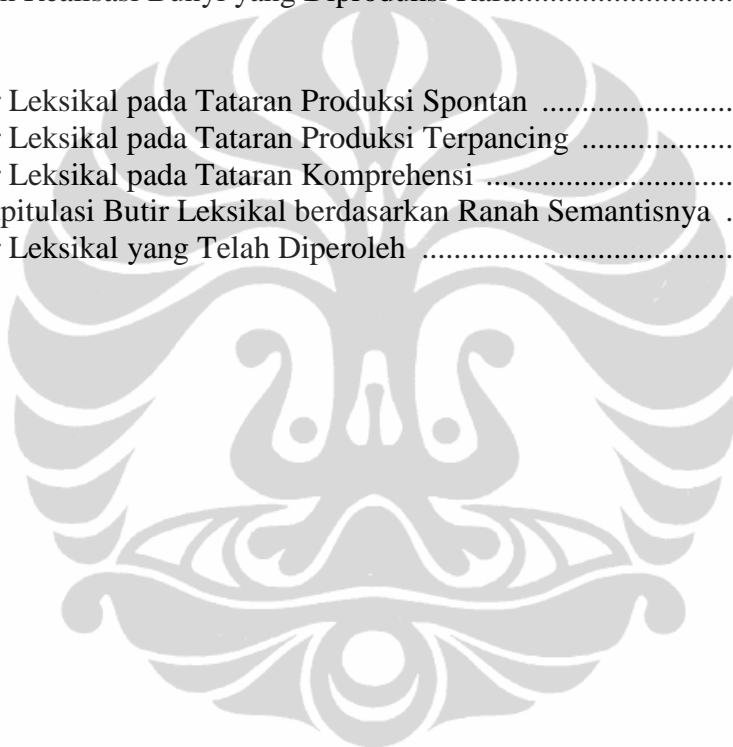 Realisasi Bunyi yang Diproduksi
Leksikal pada Tataran Produksi Spontan ........................
Leksikal pada Tataran Produksi Terpancing ...................
Leksikal pada Tataran Komprehensi ..............................
pitulasi Butir Leksikal berdasarkan Ranah Semantisnya .
Leksikal yang Telah Diperoleh .....................................